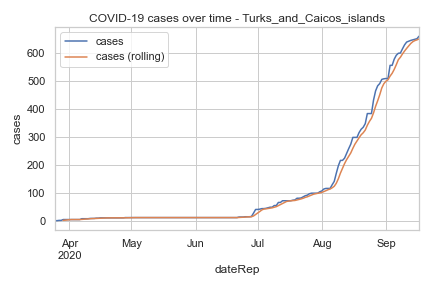 COVID-19 cases over time - Turks_and_Caicos_islands
cases
cases (rolling)
600
500
400
300
200
100
0
cases
Apr May Jun Jul Aug Sep
2020
dateRep